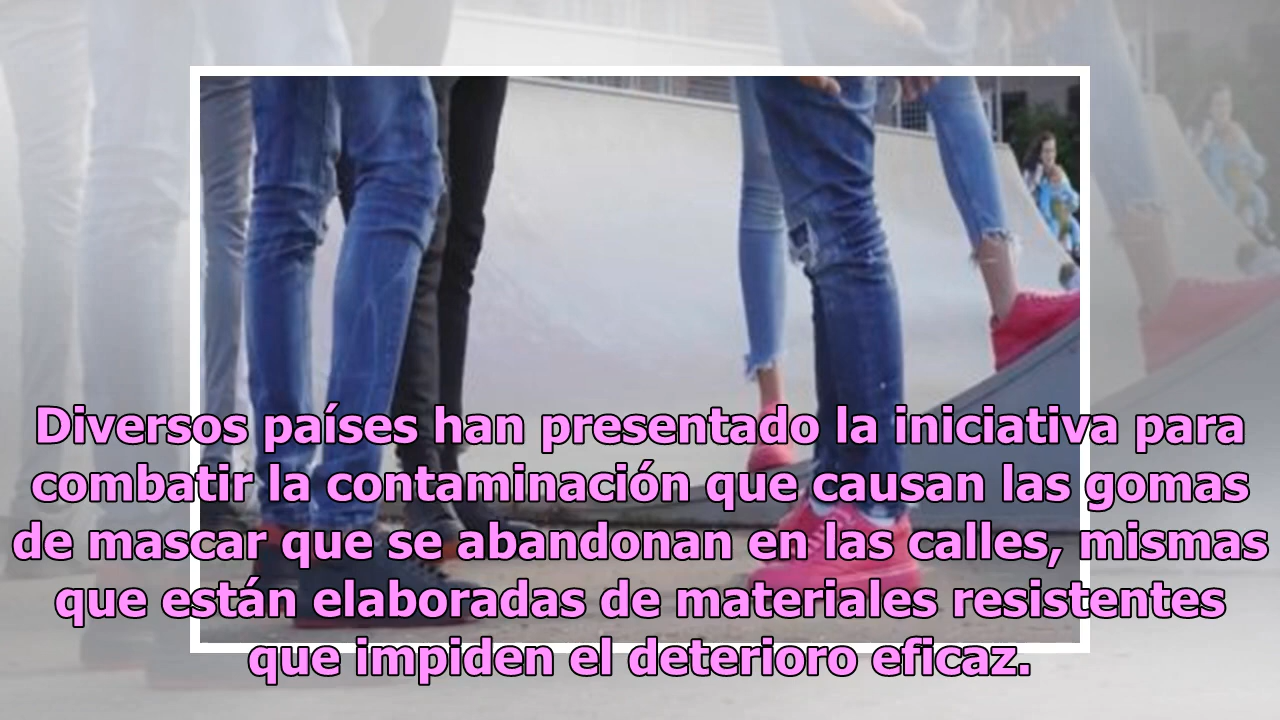 Diversos países han presentado la iniciativa para
combatir la contaminación que causan las gomas
de mascar que se abandonan en las calles, mismas
que están elaboradas de materiales resistentes
que impiden el deterioro eficaz.